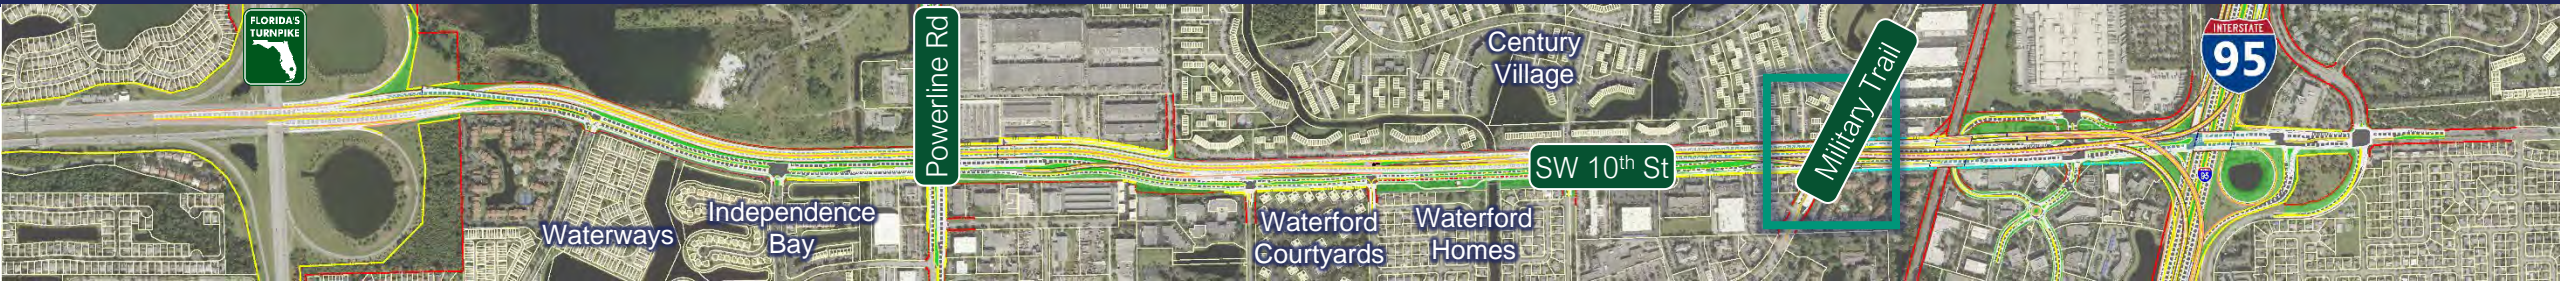 FLORIDA'S
TURNPIKE
Waterways
Independence
Bay
Powerline Rd
Waterford
Courtyards
Waterford
Homes
Century
Village
SW 10th St
Military Trail
INTERSTATE
95
95